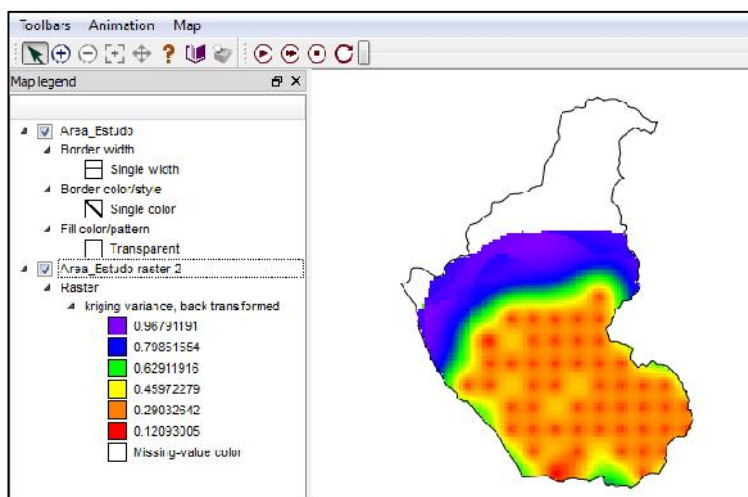 Toolbars Animation Map
Map legend
Area_Estudo
Border width
Single width
Border color/style
Single color
Fill color/pattern
Transparent
Area_Estudo raster 2
Raster
kriging variance, back transformed
0.96791191
0.79851554
0.62911916
0.45972279
0.29032642
0.12093005
Missing-value color